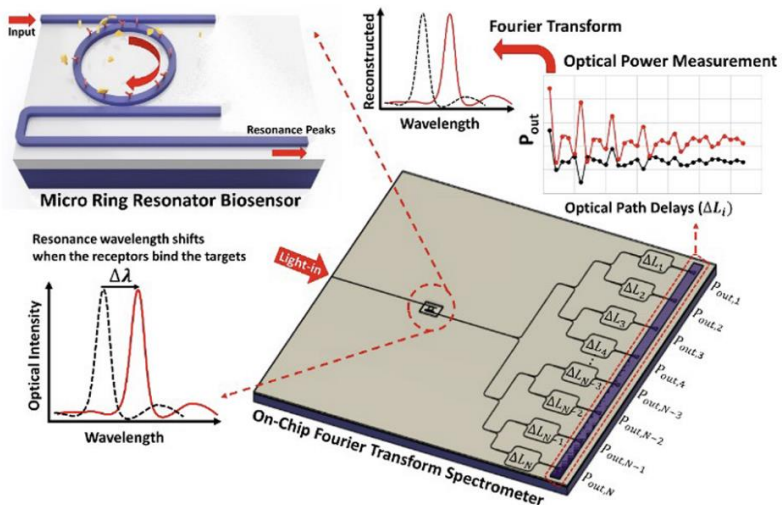 Input
Resonance Peaks
Micro Ring Resonator Biosensor
Reconstructed
Wavelength
Fourier Transform
Optical Power Measurement
Pout
Optical Path Delays (ΔLi)
Resonance wavelength shifts
when the receptors bind the targets
Δλ
Optical Intensity
Wavelength
Light-in
ΔL1
ΔL2
ΔL3
ΔL4
ΔLN-3
ΔLN-2
ΔLN-1
ΔLN
Pout,1
Pout,2
Pout,3
Pout,4
Pout,N-3
Pout,N-2
Pout,N-1
Pout,N
On-Chip Fourier Transform Spectrometer